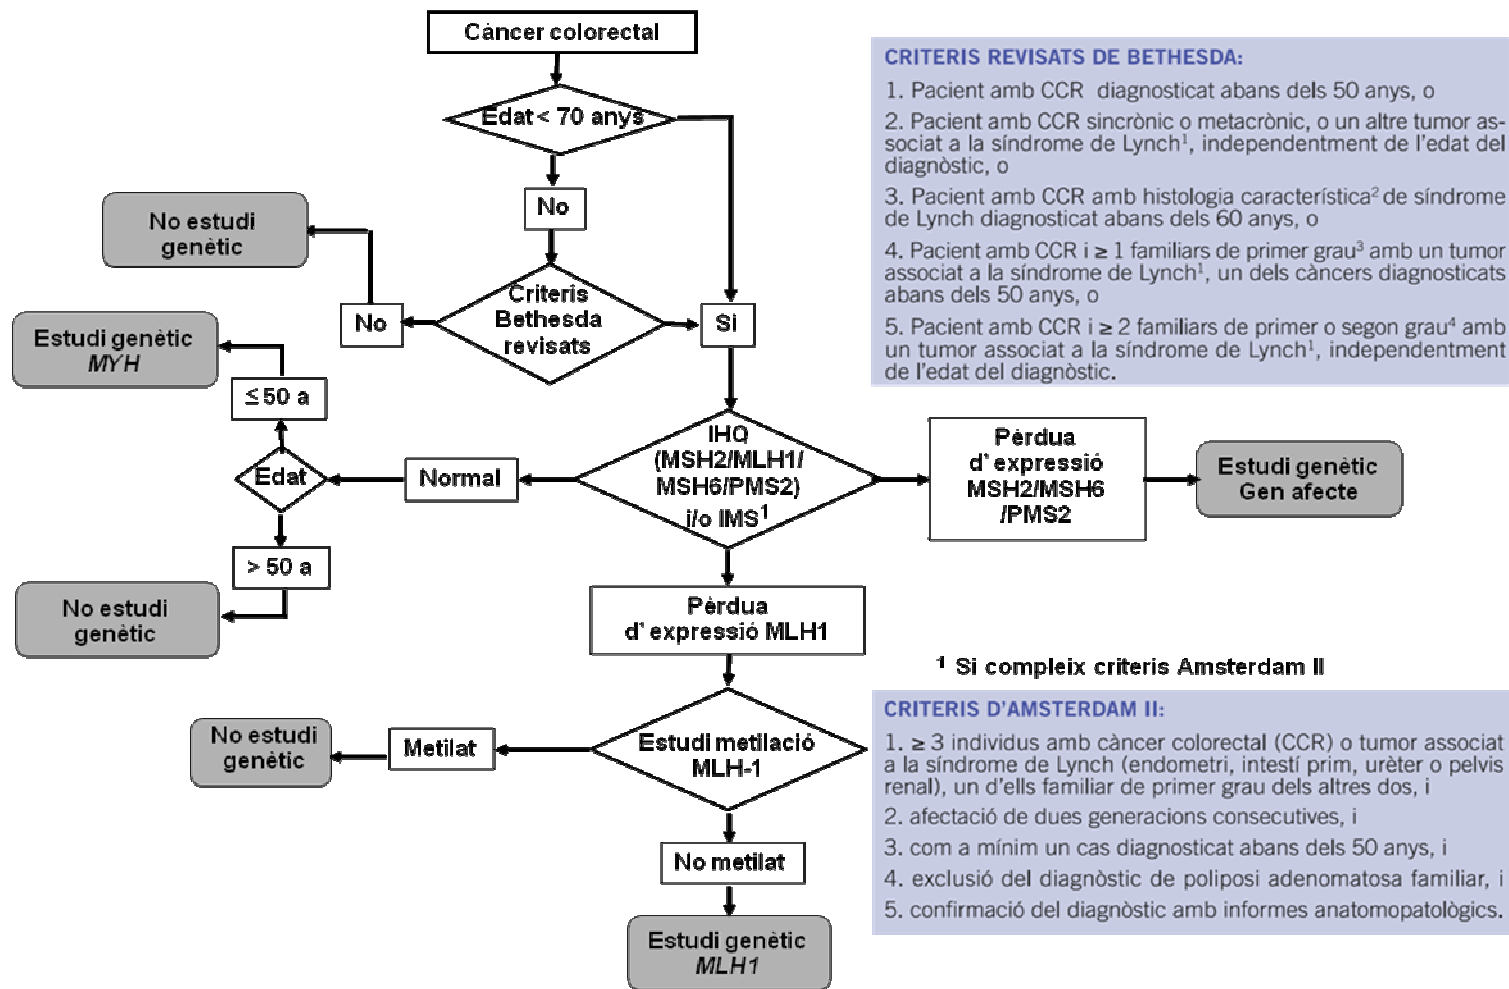 Càncer colorectal
Edat < 70 anys
No
No estudi
genètic
No
Criteris
Bethesda
revisats
Si
Estudi genètic
MYH
≤ 50 a
Edat
Normal
IHQ
(MSH2/MLH1/
MSH6/PMS2)
i/o IMS¹
Pèrdua
d' expressió
MSH2/MSH6
/PMS2
Estudi genètic
Gen afecte
> 50 a
No estudi
genètic
Pèrdua
d' expressió MLH1
No estudi
genètic
Metilat
Estudi metilació
MLH-1
No metilat
Estudi genètic
MLH1
CRITERIS REVISATS DE BETHESDA:
1. Pacient amb CCR diagnosticat abans dels 50 anys, o
2. Pacient amb CCR sincrònic o metacrònic, o un altre tumor as-
sociat a la síndrome de Lynch¹, independentment de l'edat del
diagnòstic, o
3. Pacient amb CCR amb histologia característica² de síndrome
de Lynch diagnosticat abans dels 60 anys, o
4. Pacient amb CCR i ≥ 1 familiars de primer grau³ amb un tumor
associat a la síndrome de Lynch¹, un dels càncers diagnosticats
abans dels 50 anys, o
5. Pacient amb CCR i ≥ 2 familiars de primer o segon grau⁴ amb
un tumor associat a la síndrome de Lynch¹, independentment
de l'edat del diagnòstic.
¹ Si compleix criteris Amsterdam II
CRITERIS D'AMSTERDAM II:
1. ≥ 3 individus amb càncer colorectal (CCR) o tumor associat
a la síndrome de Lynch (endometri, intestí prim, urèter o pelvis
renal), un d'ells familiar de primer grau dels altres dos, i
2. afectació de dues generacions consecutives, i
3. com a mínim un cas diagnosticat abans dels 50 anys, i
4. exclusió del diagnòstic de poliposi adenomatosa familiar, i
5. confirmació del diagnòstic amb informes anatomopatològics.